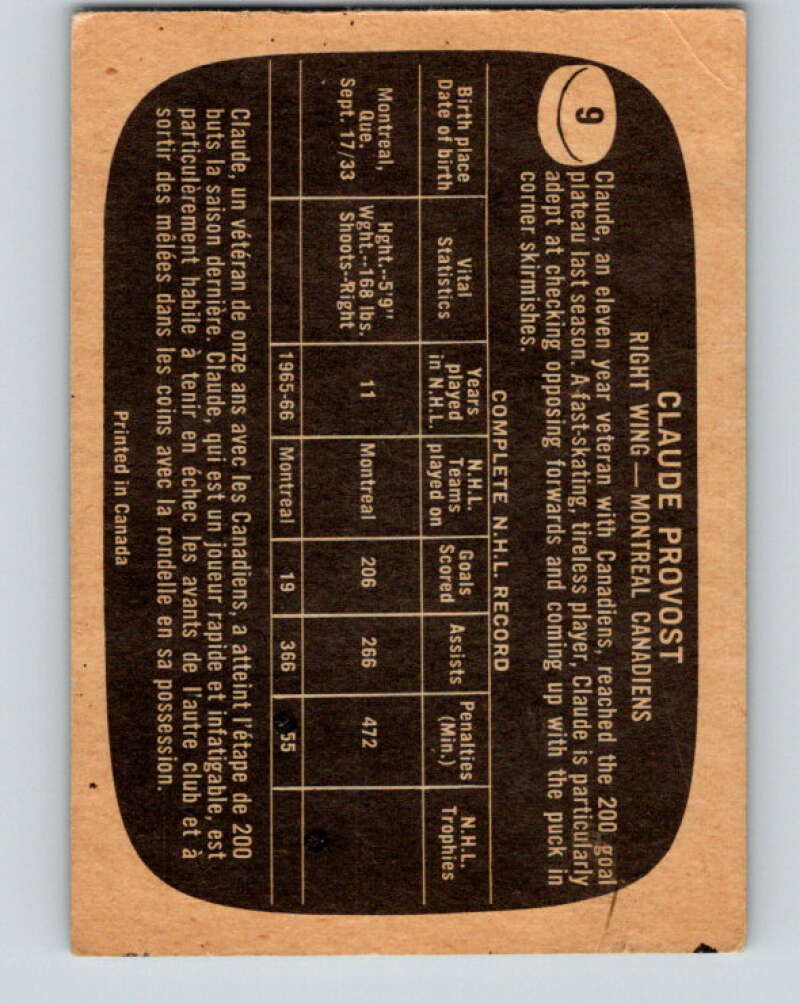 CLAUDE PROVOST
RIGHT WING — MONTREAL CANADIENS
9
Claude, an eleven year veteran with Canadiens, reached the 200 goal
plateau last season. A fast-skating, tireless player, Claude is particularly
adept at checking opposing forwards and coming up with the puck in
corner skirmishes.
COMPLETE N.H.L. RECORD
Birth place Date of birth | Vital Statistics | Years played in N.H.L. | N.H.L. Teams played on | Goals Scored | Assists | Penalties (Min.) | N.H.L. Trophies
Montreal, Que. Sept. 17/33 | Hght.--5'9" Wght.--168 lbs. Shoots--Right | 11 | Montreal | 206 | 266 | 472
1965-66 | Montreal | 19 | 366 | 55
Claude, un vétéran de onze ans avec les Canadiens, a atteint l'étape de 200
buts la saison dernière. Claude, qui est un joueur rapide et infatigable, est
particulèrement habile à tenir en échec les avants de l'autre club et à
sortir des mêlées dans les coins avec la rondelle en sa possession.
Printed in Canada